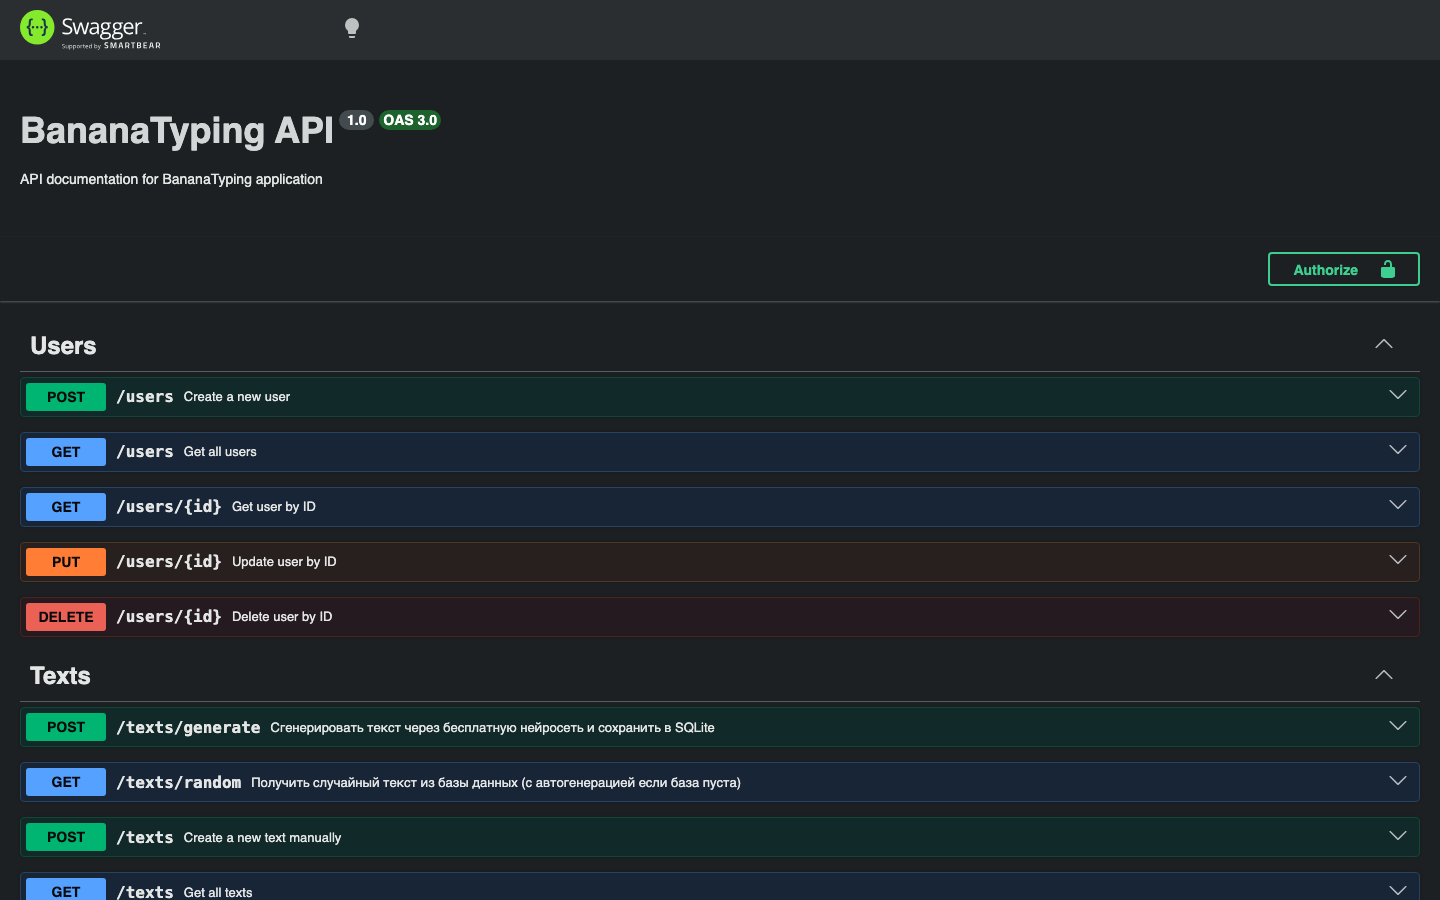 Swagger
Supported by SMARTBEAR
BananaTyping API 1.0 OAS 3.0
API documentation for BananaTyping application
Authorize
Users
POST /users Create a new user
GET /users Get all users
GET /users/{id} Get user by ID
PUT /users/{id} Update user by ID
DELETE /users/{id} Delete user by ID
Texts
POST /texts/generate Сгенерировать текст через бесплатную нейросеть и сохранить в SQLite
GET /texts/random Получить случайный текст из базы данных (с автогенерацией если база пуста)
POST /texts Create a new text manually
GET /texts Get all texts